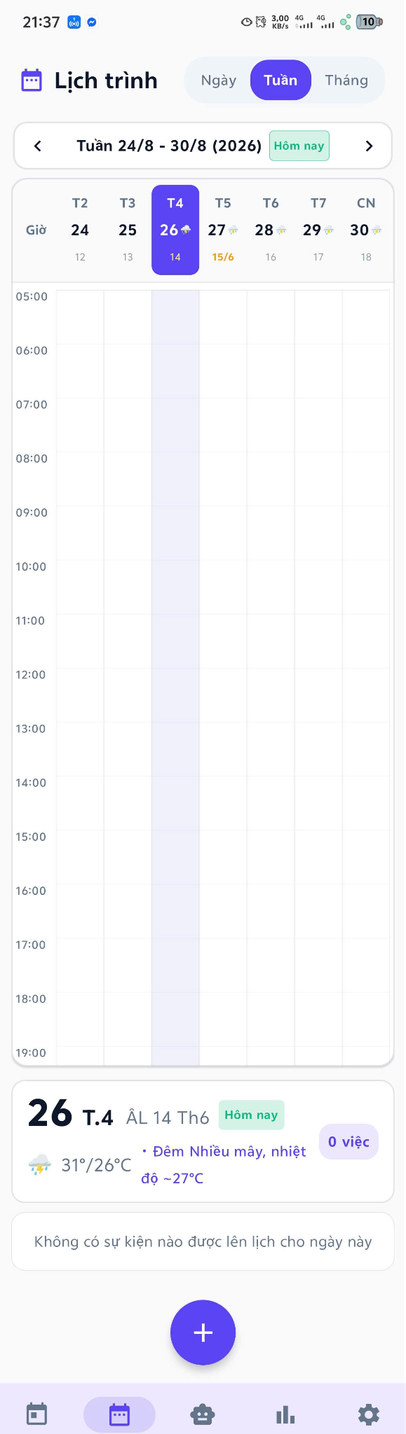 21:37 3,00 KB/s 4G 4G 10
Lịch trình Ngày Tuần Tháng
Tuần 24/8 - 30/8 (2026) Hôm nay
T2 T3 T4 T5 T6 T7 CN
Giờ 24 25 26 27 28 29 30
12 13 14 15/6 16 17 18
05:00
06:00
07:00
08:00
09:00
10:00
11:00
12:00
13:00
14:00
15:00
16:00
17:00
18:00
19:00
26 T.4 ÂL 14 Th6 Hôm nay
0 việc
31°/26°C • Đêm Nhiều mây, nhiệt
độ ~27°C
Không có sự kiện nào được lên lịch cho ngày này